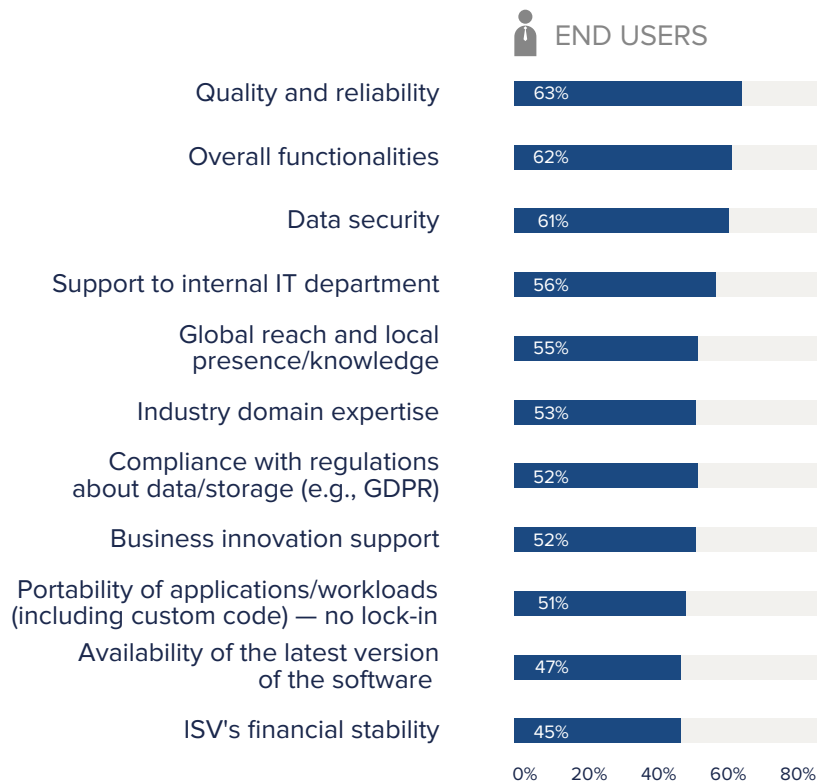 END USERS
Quality and reliability 63%
Overall functionalities 62%
Data security 61%
Support to internal IT department 56%
Global reach and local
presence/knowledge 55%
Industry domain expertise 53%
Compliance with regulations
about data/storage (e.g., GDPR) 52%
Business innovation support 52%
Portability of applications/workloads
(including custom code) — no lock-in 51%
Availability of the latest version
of the software 47%
ISV's financial stability 45%
0% 20% 40% 60% 80%